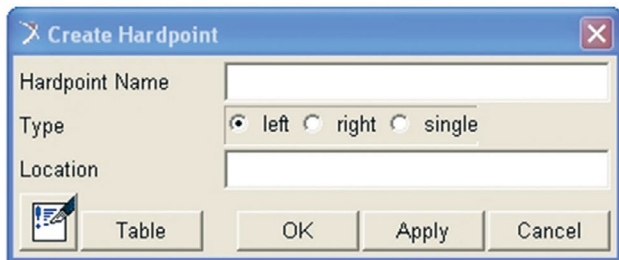 Create Hardpoint
Hardpoint Name
Type left right single
Location
Table OK Apply Cancel